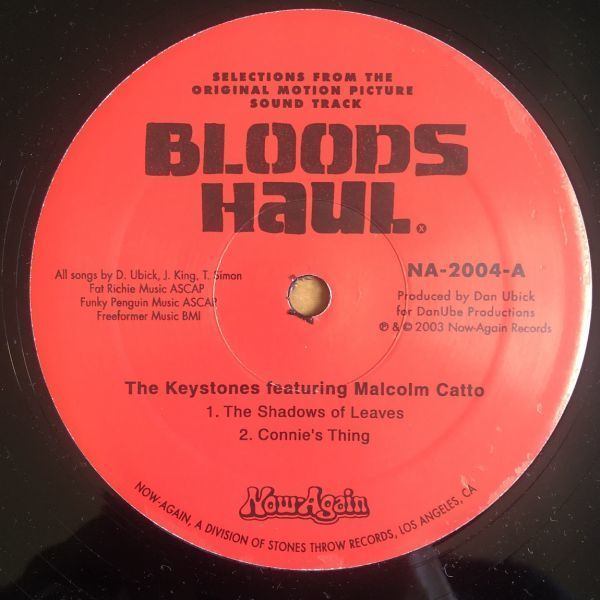 SELECTIONS FROM THE
ORIGINAL MOTION PICTURE
SOUND TRACK
BLOODS
HAUL.
All songs by D. Ubick, J. King, T. Simon
Fat Richie Music ASCAP
Funky Penguin Music ASCAP
Freeformer Music BMI
NA-2004-A
Produced by Dan Ubick
for DanUbe Productions
℗ & © 2003 Now-Again Records
The Keystones featuring Malcolm Catto
1. The Shadows of Leaves
2. Connie's Thing
Now-Again
NOW-AGAIN, A DIVISION OF STONES THROW RECORDS, LOS ANGELES, CA